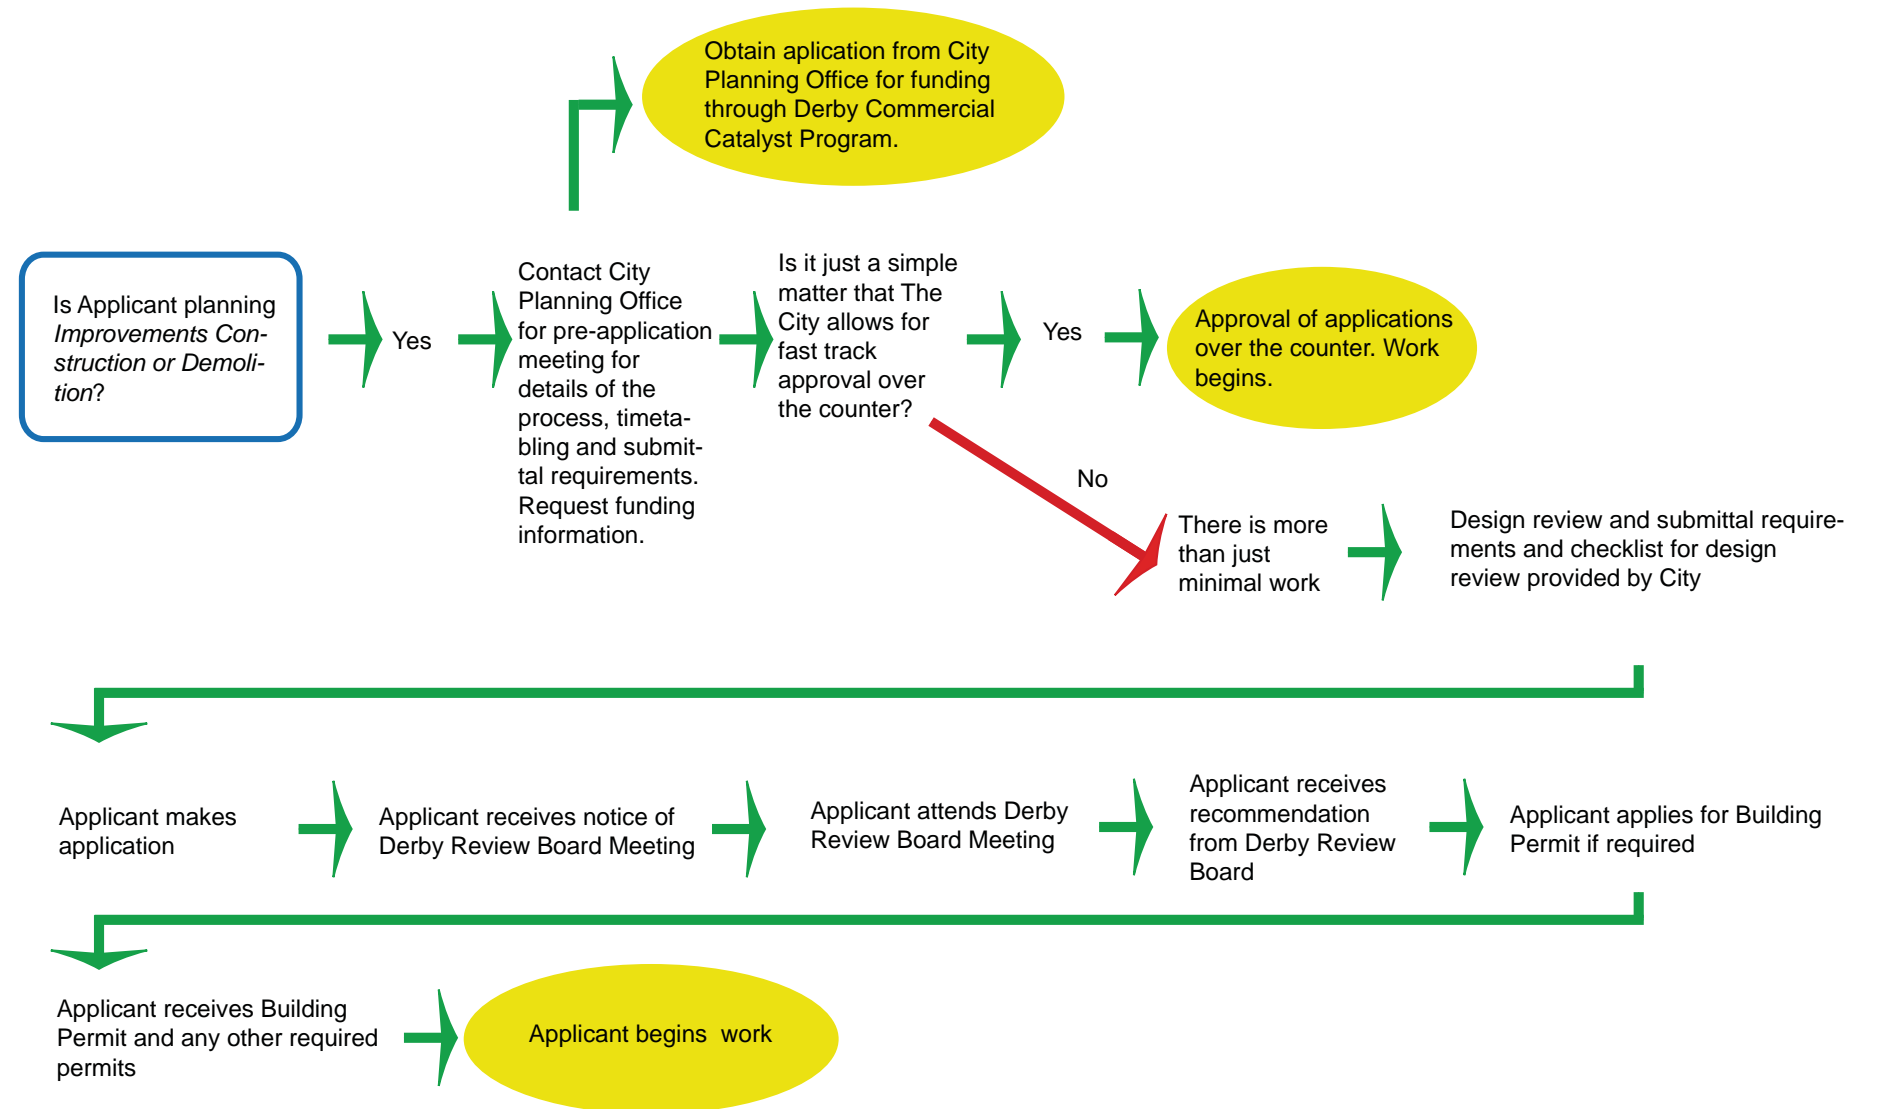 Obtain aplication from City
Planning Office for funding
through Derby Commercial
Catalyst Program.
Is Applicant planning
Improvements Con-
struction or Demoli-
tion?
Yes
Contact City
Planning Office
for pre-application
meeting for
details of the
process, timeta-
bling and submit-
tal requirements.
Request funding
information.
Is it just a simple
matter that The
City allows for
fast track
approval over
the counter?
Yes
Approval of applications
over the counter. Work
begins.
No
There is more
than just
minimal work
Design review and submittal require-
ments and checklist for design
review provided by City
Applicant makes
application
Applicant receives notice of
Derby Review Board Meeting
Applicant attends Derby
Review Board Meeting
Applicant receives
recommendation
from Derby Review
Board
Applicant applies for Building
Permit if required
Applicant receives Building
Permit and any other required
permits
Applicant begins  work